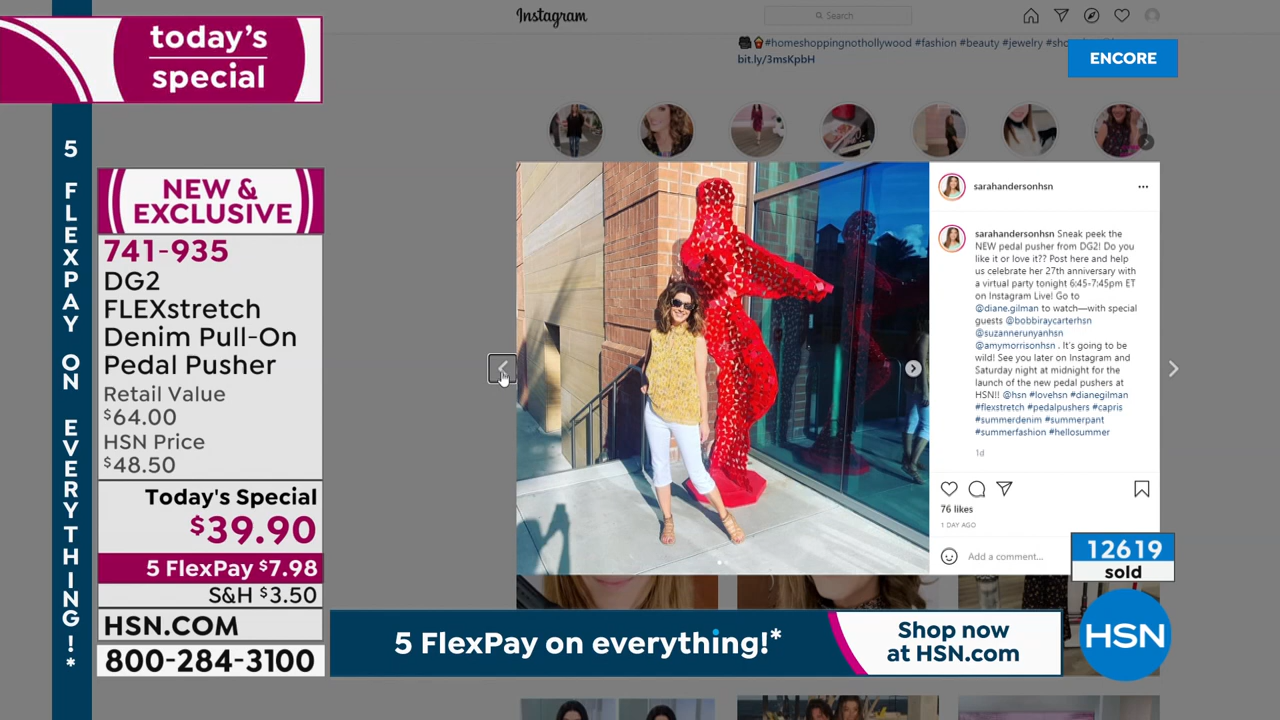 today's
special
5 FLEXPAY ON EVERYTHING!*
NEW &
EXCLUSIVE
741-935
DG2
FLEXstretch
Denim Pull-On
Pedal Pusher
Retail Value
$64.00
HSN Price
$48.50
Today's Special
$39.90
5 FlexPay $7.98
S&H $3.50
HSN.COM
800-284-3100
Instagram
Search
#homeshoppingnothollywood #fashion #beauty #jewelry
bit.ly/3msKpbH
ENCORE
sarahandersonhsn
sarahandersonhsn Sneak peek the
NEW pedal pusher from DG2! Do you
like it or love it?? Post here and help
us celebrate her 27th anniversary with
a virtual party tonight 6:45-7:45pm ET
on Instagram Live! Go to
@diane.gilman to watch—with special
guests @bobbiraycarterhsn
@suzannerunyanhsn
@amymorrisonhsn . It's going to be
wild! See you later on Instagram and
Saturday night at midnight for the
launch of the new pedal pushers at
HSN!! @hsn #lovehsn #dianegilman
#flexstretch #pedalpushers #capris
#summerdenim #summerpant
#summerfashion #hellosummer
1d
76 likes
1 DAY AGO
Add a comment...
12619
sold
5 FlexPay on everything!*
Shop now
at HSN.com
HSN